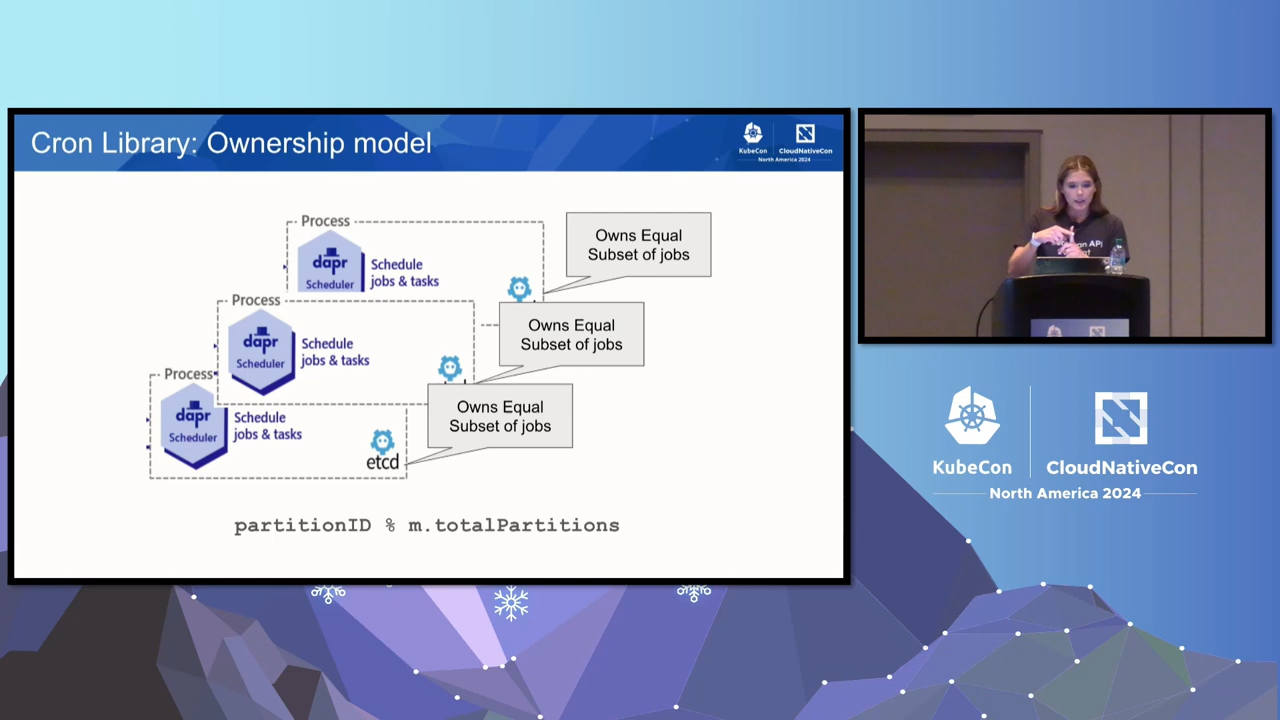 Cron Library: Ownership model
KubeCon
CloudNativeCon
North America 2024
Process
dapr
Scheduler
Schedule
jobs & tasks
Owns Equal
Subset of jobs
Process
dapr
Scheduler
Schedule
jobs & tasks
Owns Equal
Subset of jobs
Process
dapr
Scheduler
Schedule
jobs & tasks
etcd
Owns Equal
Subset of jobs
partitionID % m.totalPartitions
KubeCon
CloudNativeCon
North America 2024